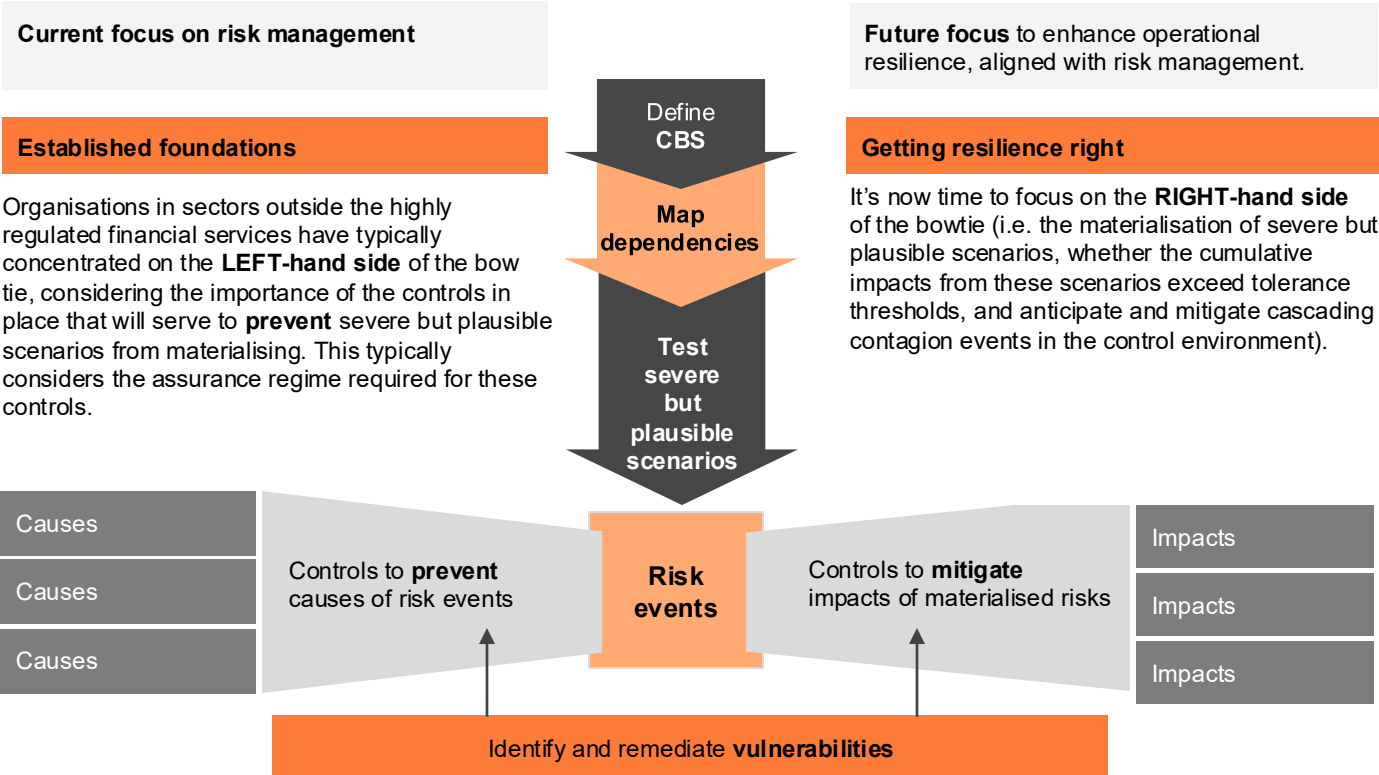 Current focus on risk management
Future focus to enhance operational
resilience, aligned with risk management.
Established foundations
Organisations in sectors outside the highly
regulated financial services have typically
concentrated on the LEFT-hand side of the bow
tie, considering the importance of the controls in
place that will serve to prevent severe but plausible
scenarios from materialising. This typically
considers the assurance regime required for these
controls.
Define
CBS
Map
dependencies
Test
severe
but
plausible
scenarios
Getting resilience right
It’s now time to focus on the RIGHT-hand side
of the bowtie (i.e. the materialisation of severe but
plausible scenarios, whether the cumulative
impacts from these scenarios exceed tolerance
thresholds, and anticipate and mitigate cascading
contagion events in the control environment).
Causes
Causes
Causes
Controls to prevent
causes of risk events
Risk
events
Controls to mitigate
impacts of materialised risks
Impacts
Impacts
Impacts
Identify and remediate vulnerabilities